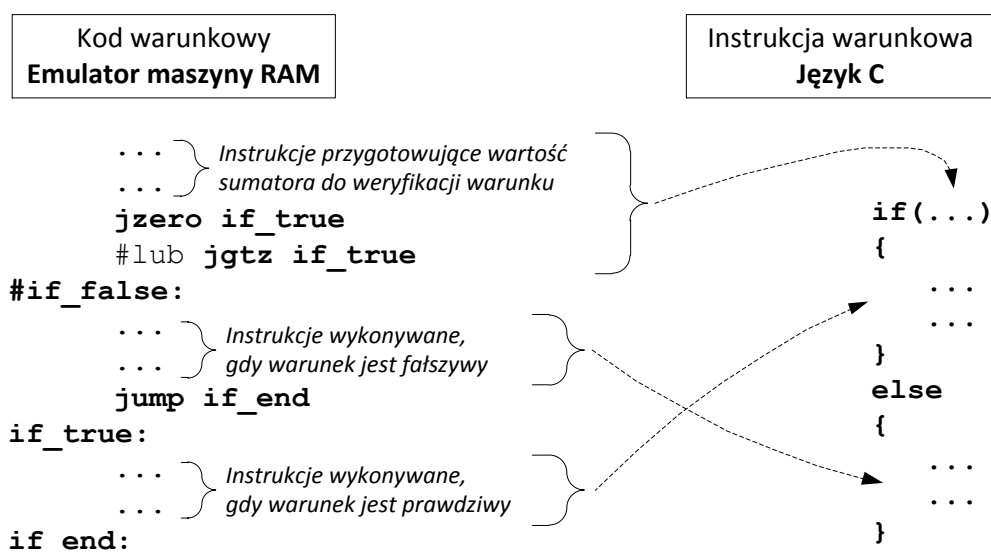 Kod warunkowy
Emulator maszyny RAM
Instrukcja warunkowa
Język C
...
...
Instrukcje przygotowujące wartość
sumatora do weryfikacji warunku
jzero if_true
#lub jgtz if_true
#if_false:
...
...
Instrukcje wykonywane,
gdy warunek jest fałszywy
jump if_end
if_true:
...
...
Instrukcje wykonywane,
gdy warunek jest prawdziwy
if_end:
if(...)
{
...
...
}
else
{
...
...
}